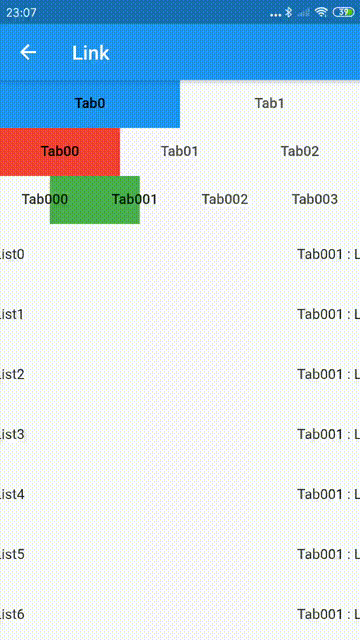 23:07 39
Link
Tab0 Tab1
Tab00 Tab01 Tab02
Tab000 Tab001 Tab002 Tab003
ist0 Tab001 : L
ist1 Tab001 : L
ist2 Tab001 : L
ist3 Tab001 : L
ist4 Tab001 : L
ist5 Tab001 : L
ist6 Tab001 : L